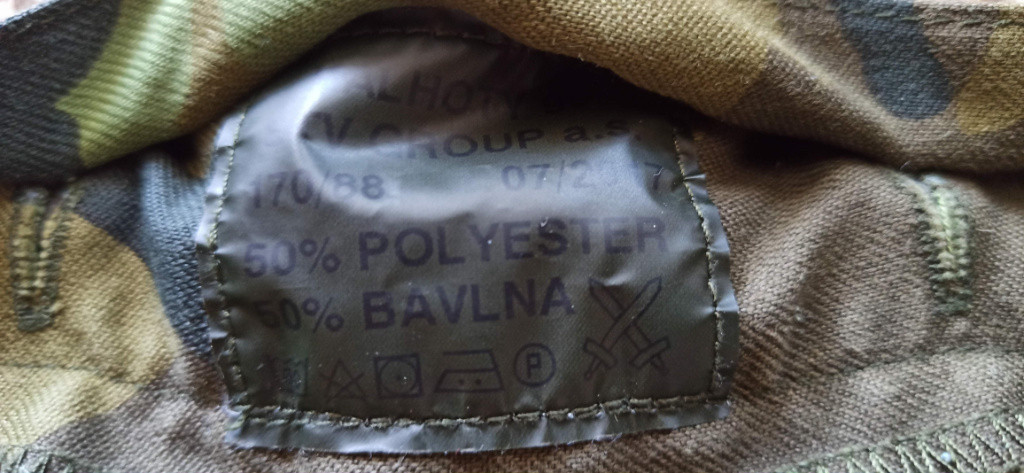 GROUP a.s.
170/88
50% POLYESTER
50% BAVLNA
P